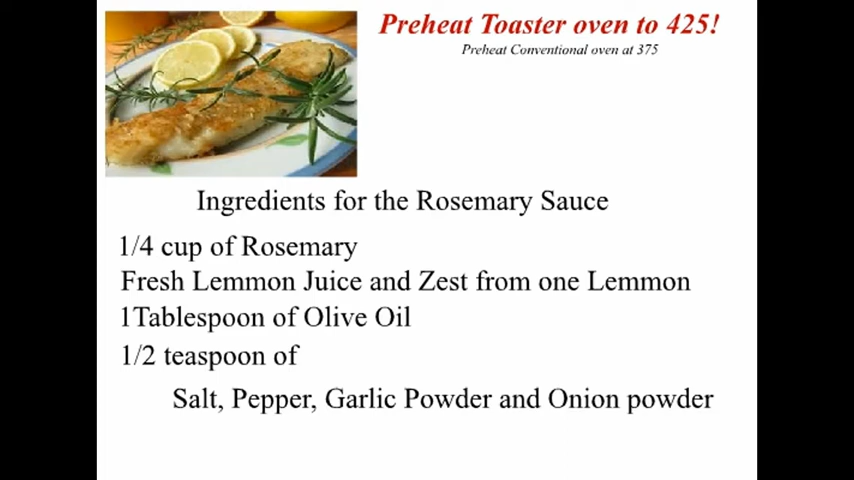 Preheat Toaster oven to 425!
Preheat Conventional oven at 375
Ingredients for the Rosemary Sauce
1/4 cup of Rosemary
Fresh Lemmon Juice and Zest from one Lemmon
1Tablespoon of Olive Oil
1/2 teaspoon of
Salt, Pepper, Garlic Powder and Onion powder